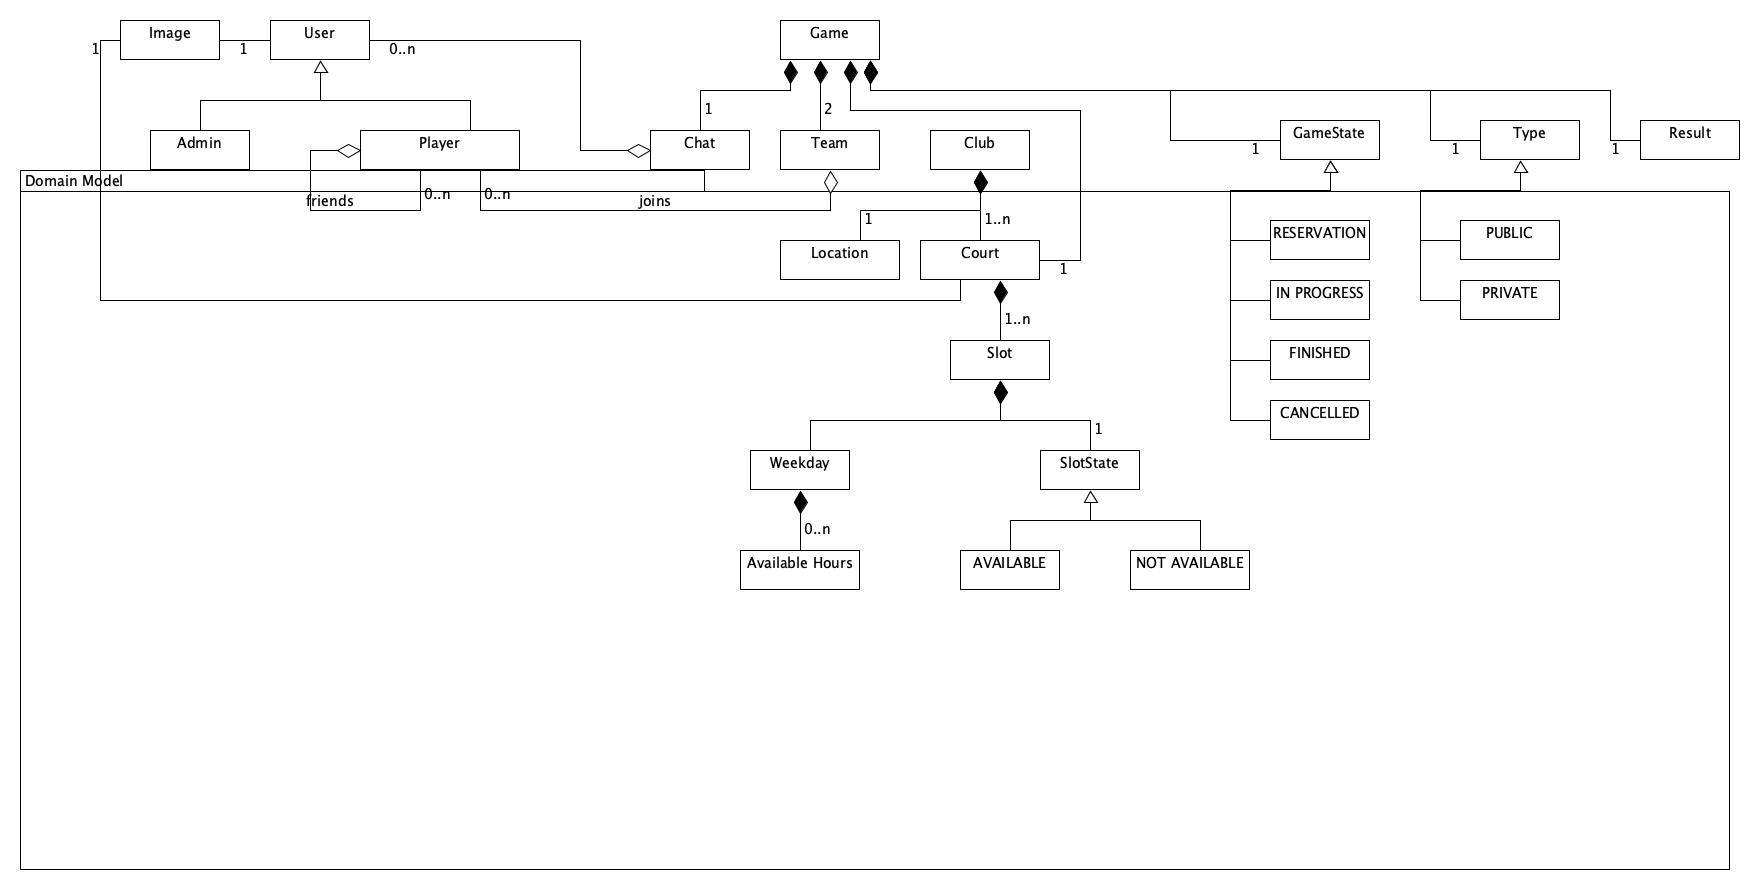 Image
User
Game
1
1
0..n
1
2
Admin
Player
Chat
Team
Club
GameState
Type
Result
1
1
1
Domain Model
friends
0..n
0..n
joins
1
1..n
Location
Court
1
RESERVATION
PUBLIC
IN PROGRESS
PRIVATE
1..n
Slot
FINISHED
CANCELLED
1
Weekday
SlotState
0..n
Available Hours
AVAILABLE
NOT AVAILABLE